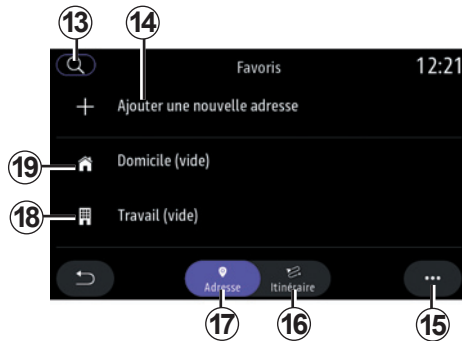 13 14
Favoris 12:21
Ajouter une nouvelle adresse
19 Domicile (vide)
18 Travail (vide)
Adresse Itinéraire
17 16 15